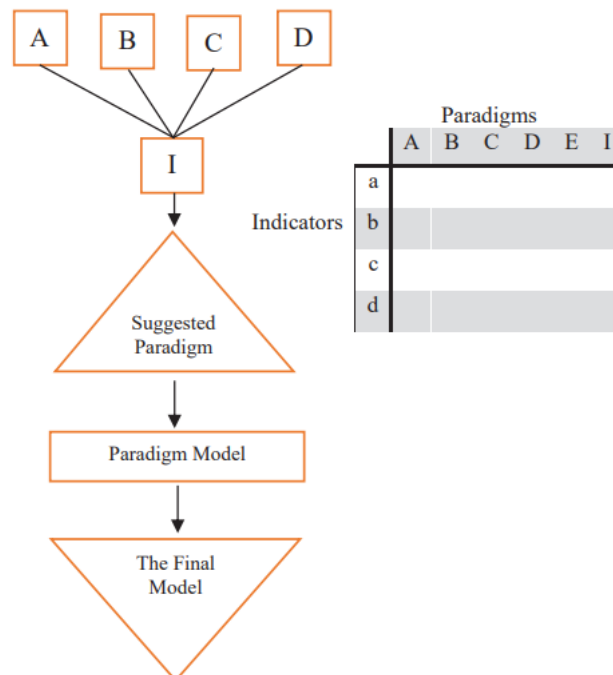 A B C D
I
Suggested
Paradigm
Paradigm Model
The Final
Model
Paradigms
A B C D E I
a
Indicators b
c
d